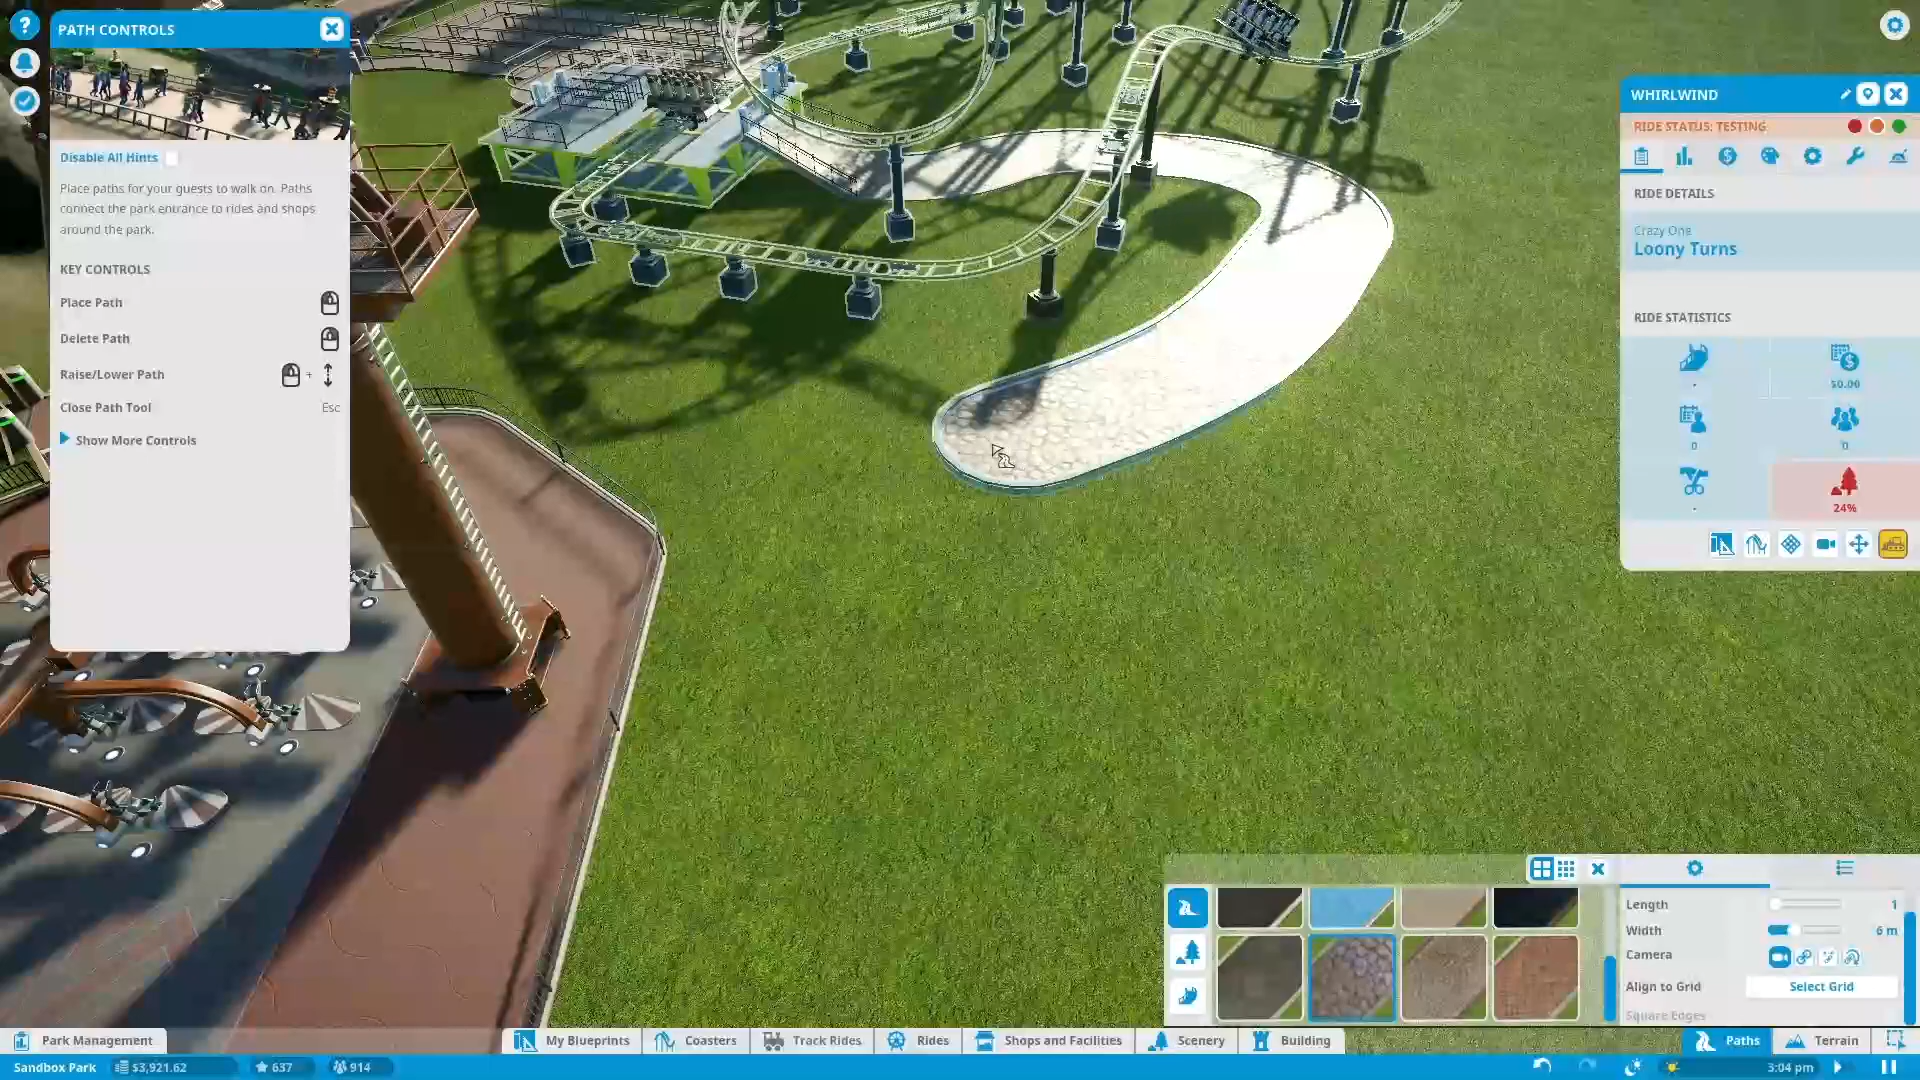 PATH CONTROLS
Disable All Hints
Place paths for your guests to walk on. Paths
connect the park entrance to rides and shops
around the park.
KEY CONTROLS
Place Path
Delete Path
Raise/Lower Path
+
Close Path Tool
Esc
Show More Controls
WHIRLWIND
RIDE STATUS: TESTING
RIDE DETAILS
Crazy One
Loony Turns
RIDE STATISTICS
-
$0.00
0
0
-
24%
Length
1
Width
6 m
Camera
Align to Grid
Select Grid
Square Edges
Park Management
My Blueprints
Coasters
Track Rides
Rides
Shops and Facilities
Scenery
Building
Paths
Terrain
Sandbox Park
$3,921.62
637
914
3:04 pm